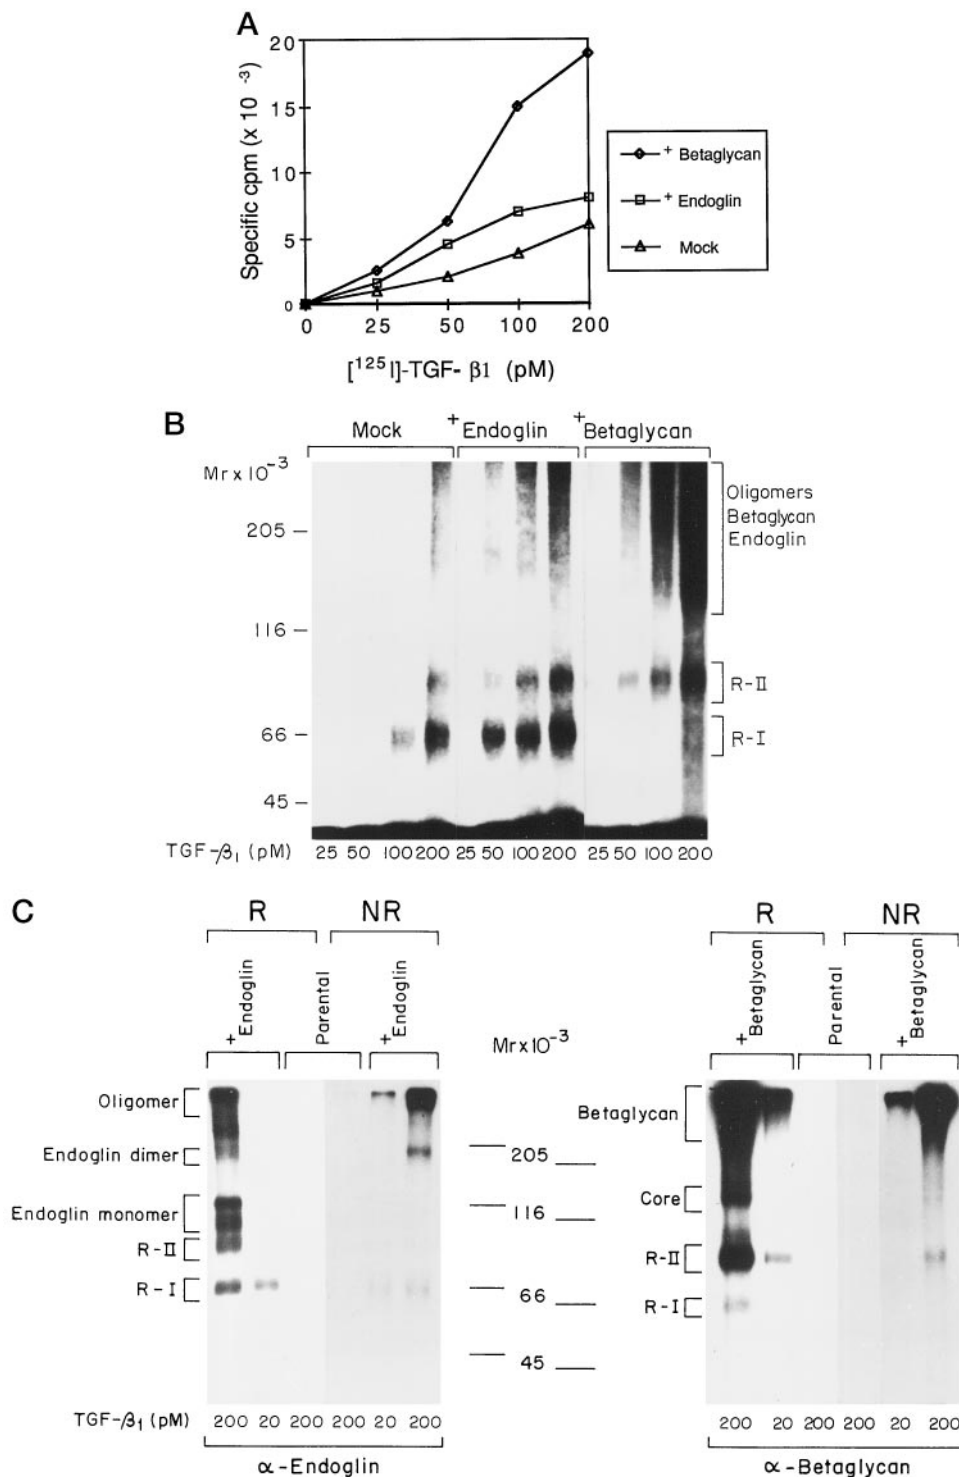 A
Specific cpm (x 10 -3)
20
15
10
5
0
0 25 50 100 200
[125I]-TGF- β1 (pM)
+ Betaglycan
+ Endoglin
Mock
B
Mock +Endoglin +Betaglycan
Mr x 10-3
205
116
66
45
Oligomers
Betaglycan
Endoglin
R-II
R-I
TGF-β1 (pM) 25 50 100 200 25 50 100 200 25 50 100 200
C
R NR
+Endoglin Parental +Endoglin
Oligomer
Endoglin dimer
Endoglin monomer
R-II
R-I
TGF-β1 (pM) 200 20 200 200 20 200
α-Endoglin
Mr x 10-3
205
116
66
45
R NR
+Betaglycan Parental +Betaglycan
Betaglycan
Core
R-II
R-I
200 20 200 200 20 200
α-Betaglycan